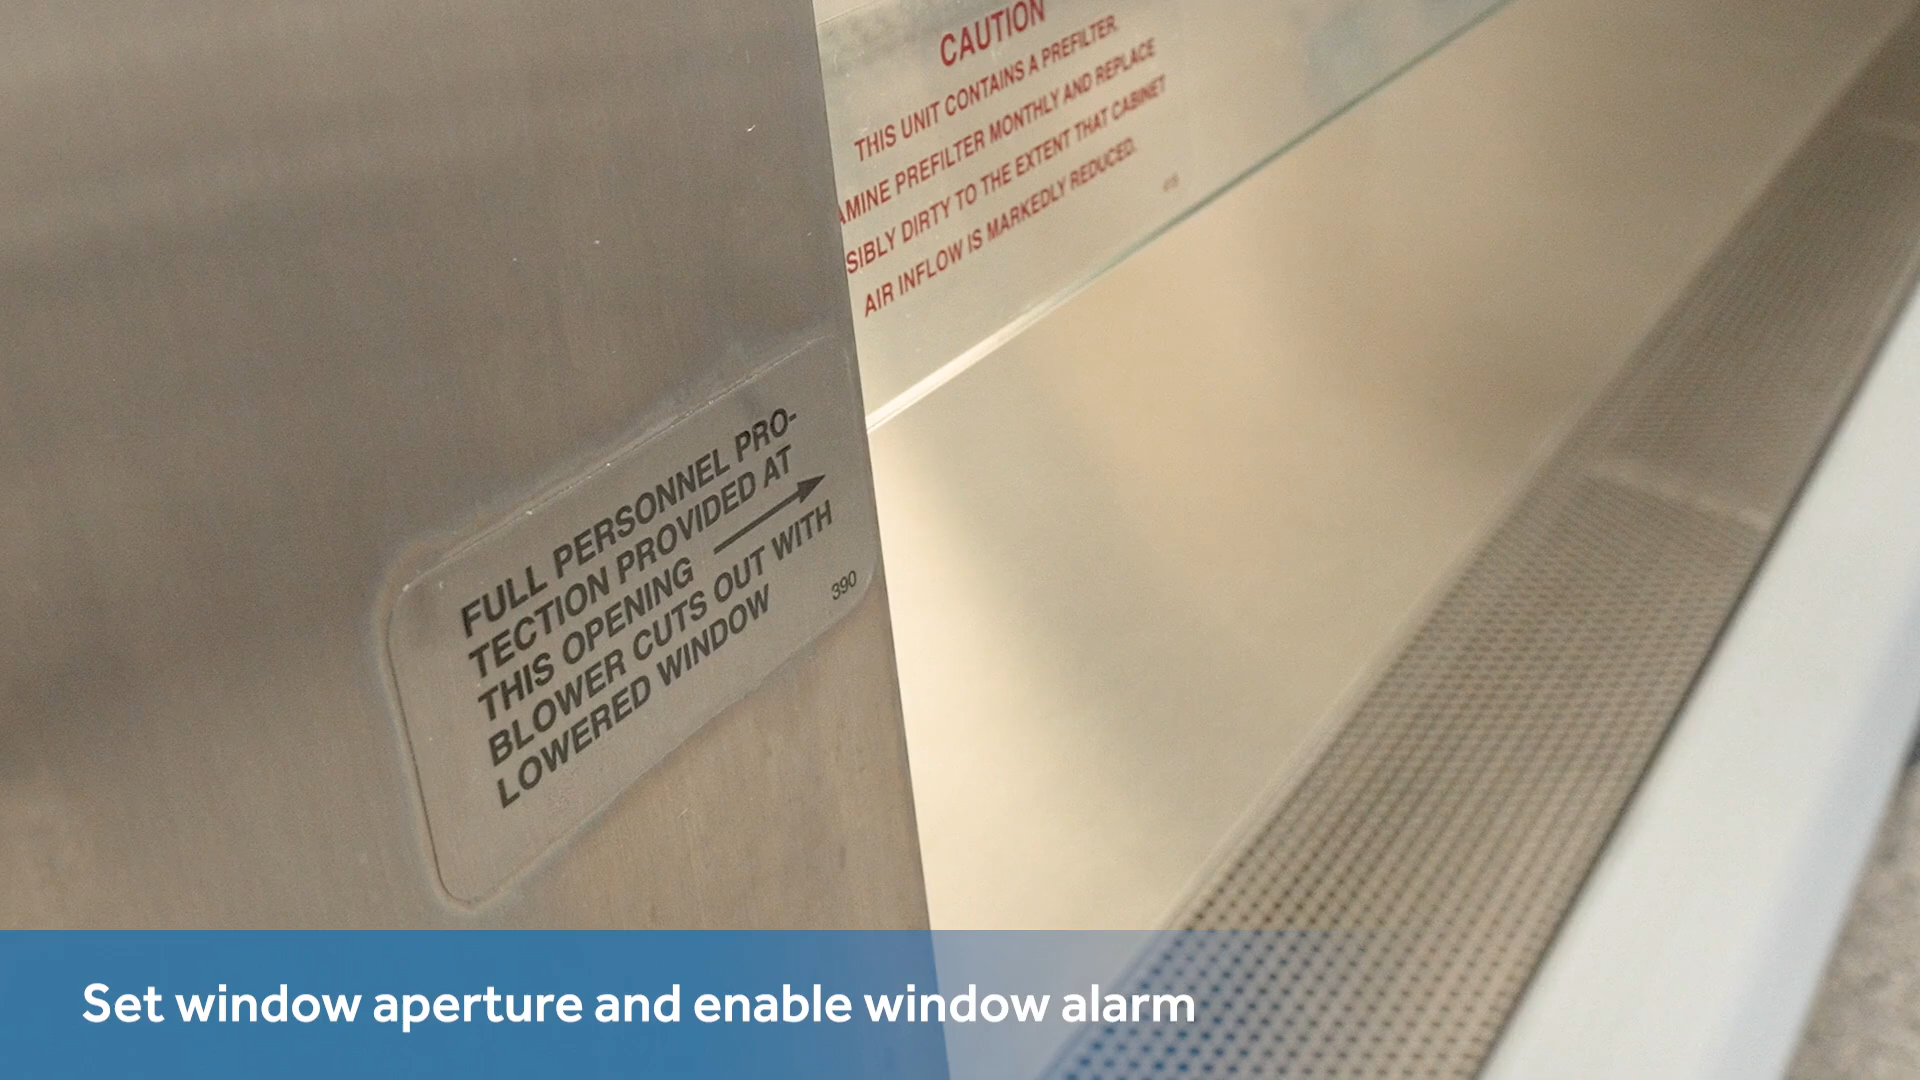 CAUTION
THIS UNIT CONTAINS A PREFILTER.
AMINE PREFILTER MONTHLY AND REPLACE
SIBLY DIRTY TO THE EXTENT THAT CABINET
AIR INFLOW IS MARKEDLY REDUCED.
FULL PERSONNEL PRO-
TECTION PROVIDED AT
THIS OPENING
BLOWER CUTS OUT WITH
LOWERED WINDOW
390
Set window aperture and enable window alarm